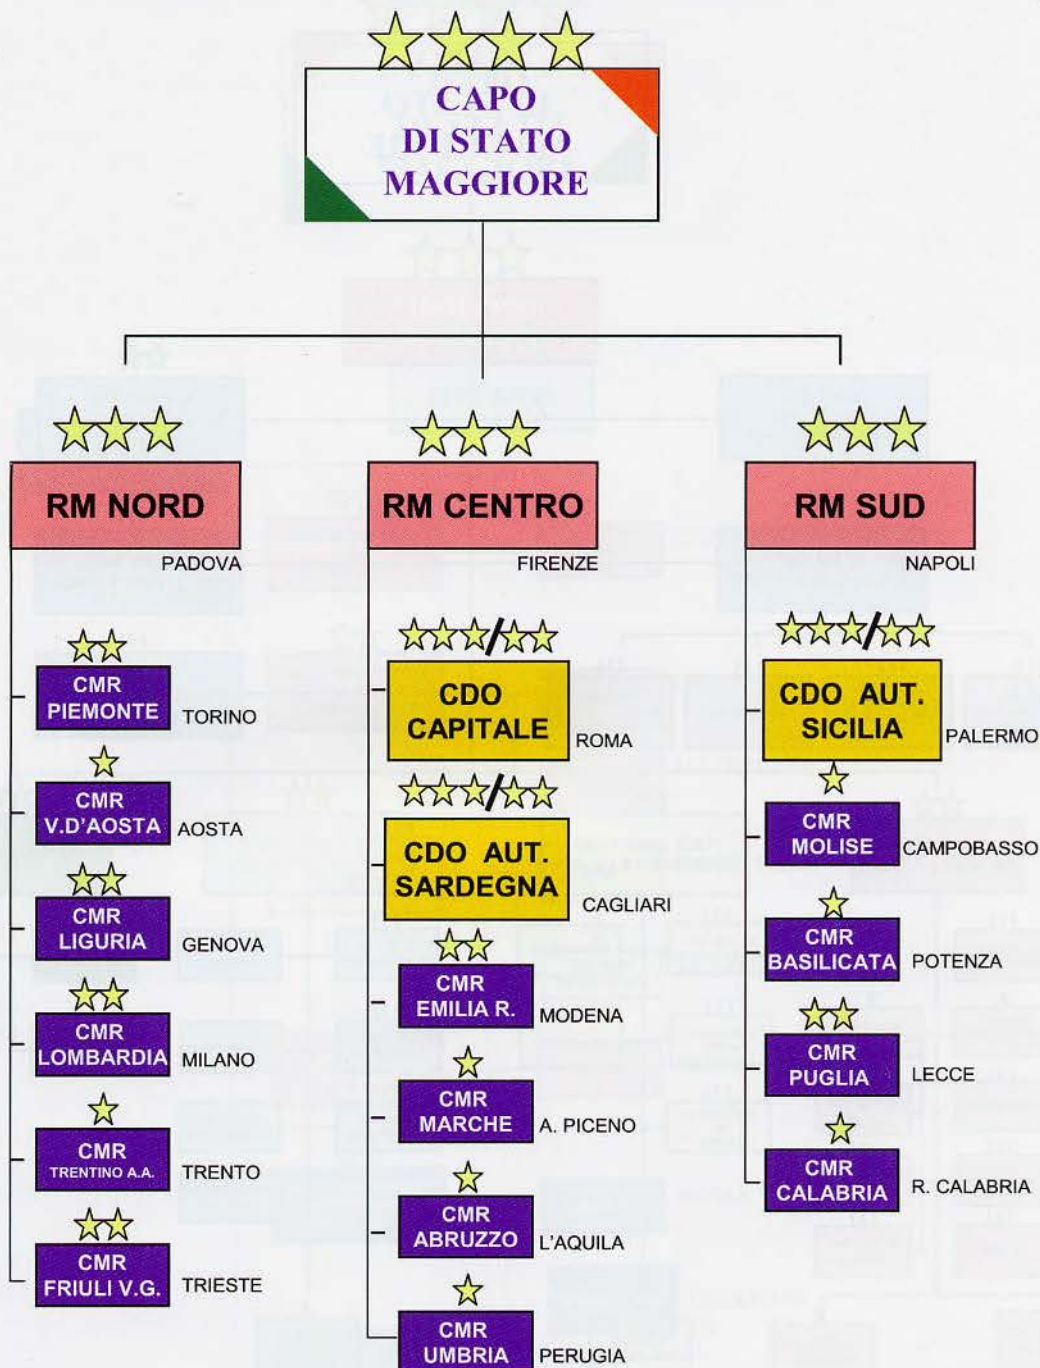 CAPO
DI STATO
MAGGIORE
RM NORD
PADOVA
CMR
PIEMONTE
TORINO
CMR
V.D'AOSTA
AOSTA
CMR
LIGURIA
GENOVA
CMR
LOMBARDIA
MILANO
CMR
TRENTINO A.A.
TRENTO
CMR
FRIULI V.G.
TRIESTE
RM CENTRO
FIRENZE
CDO
CAPITALE
ROMA
CDO AUT.
SARDEGNA
CAGLIARI
CMR
EMILIA R.
MODENA
CMR
MARCHE
A. PICENO
CMR
ABRUZZO
L'AQUILA
CMR
UMBRIA
PERUGIA
RM SUD
NAPOLI
CDO AUT.
SICILIA
PALERMO
CMR
MOLISE
CAMPOBASSO
CMR
BASILICATA
POTENZA
CMR
PUGLIA
LECCE
CMR
CALABRIA
R. CALABRIA